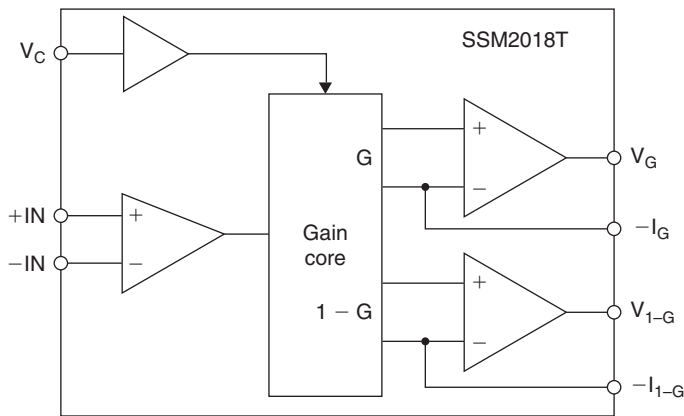 SSM2018T
V_C
+IN
−IN
Gain
core
G
1 − G
+
−
+
−
+
−
V_G
−I_G
V_1–G
−I_1–G